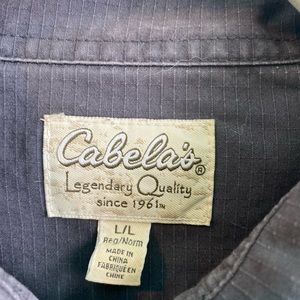 Cabela's®
Legendary Quality
since 1961™
L/L
Reg/Norm
MADE IN
CHINA
FABRIQUE EN
CHINE